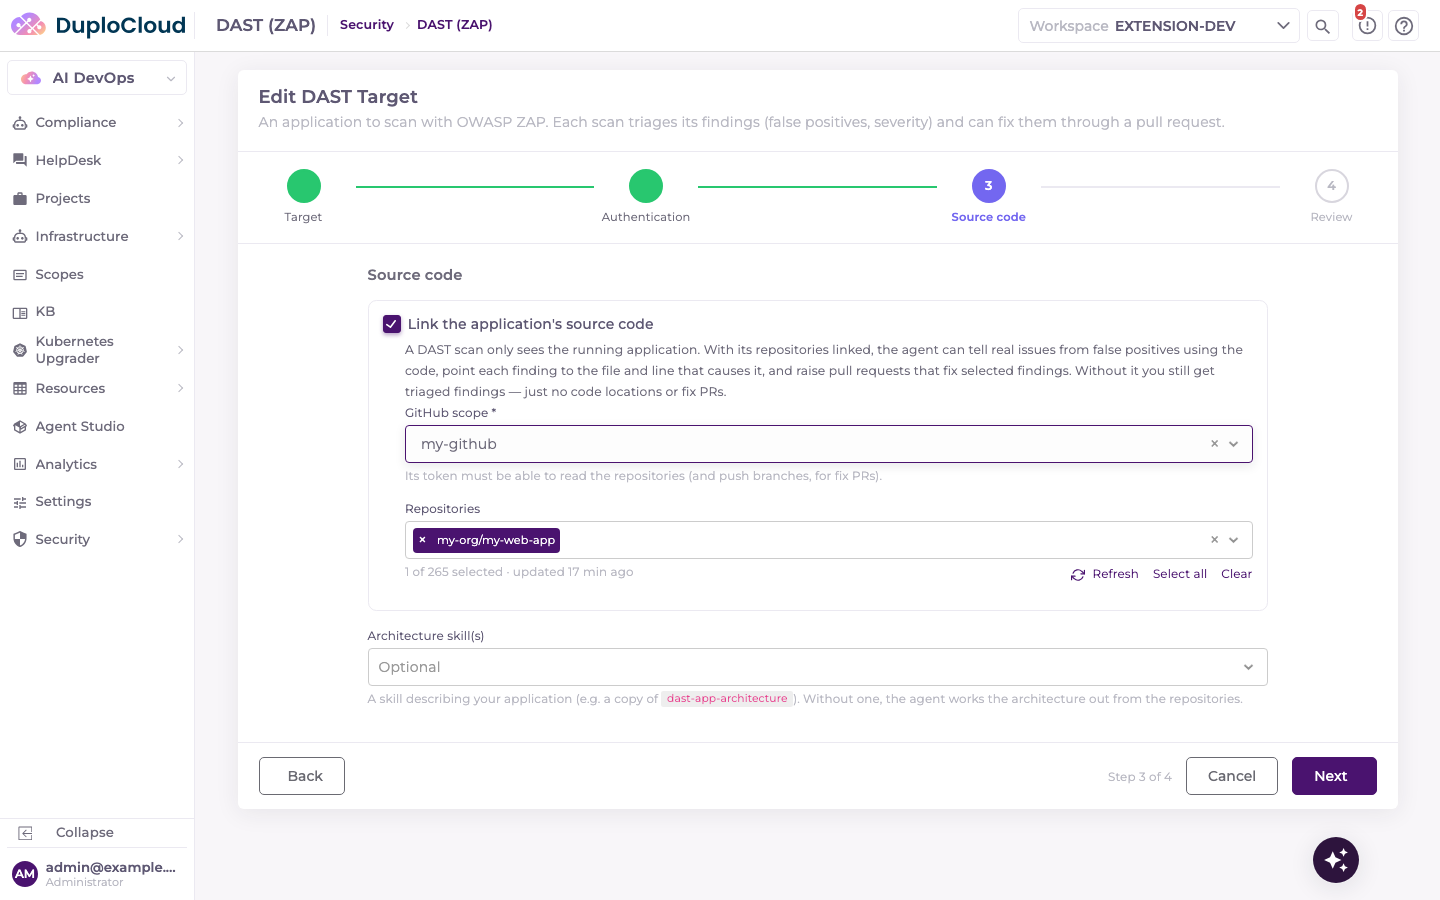 DuploCloud
DAST (ZAP)
Security > DAST (ZAP)
Workspace EXTENSION-DEV
2
AI DevOps
Compliance
HelpDesk
Projects
Infrastructure
Scopes
KB
Kubernetes
Upgrader
Resources
Agent Studio
Analytics
Settings
Security
Collapse
AM
admin@example....
Administrator
Edit DAST Target
An application to scan with OWASP ZAP. Each scan triages its findings (false positives, severity) and can fix them through a pull request.
3
4
Target
Authentication
Source code
Review
Source code
Link the application's source code
A DAST scan only sees the running application. With its repositories linked, the agent can tell real issues from false positives using the
code, point each finding to the file and line that causes it, and raise pull requests that fix selected findings. Without it you still get
triaged findings — just no code locations or fix PRs.
GitHub scope *
my-github ×
Its token must be able to read the repositories (and push branches, for fix PRs).
Repositories
× my-org/my-web-app ×
1 of 265 selected · updated 17 min ago
Refresh Select all Clear
Architecture skill(s)
Optional
A skill describing your application (e.g. a copy of dast-app-architecture). Without one, the agent works the architecture out from the repositories.
Back
Step 3 of 4
Cancel
Next